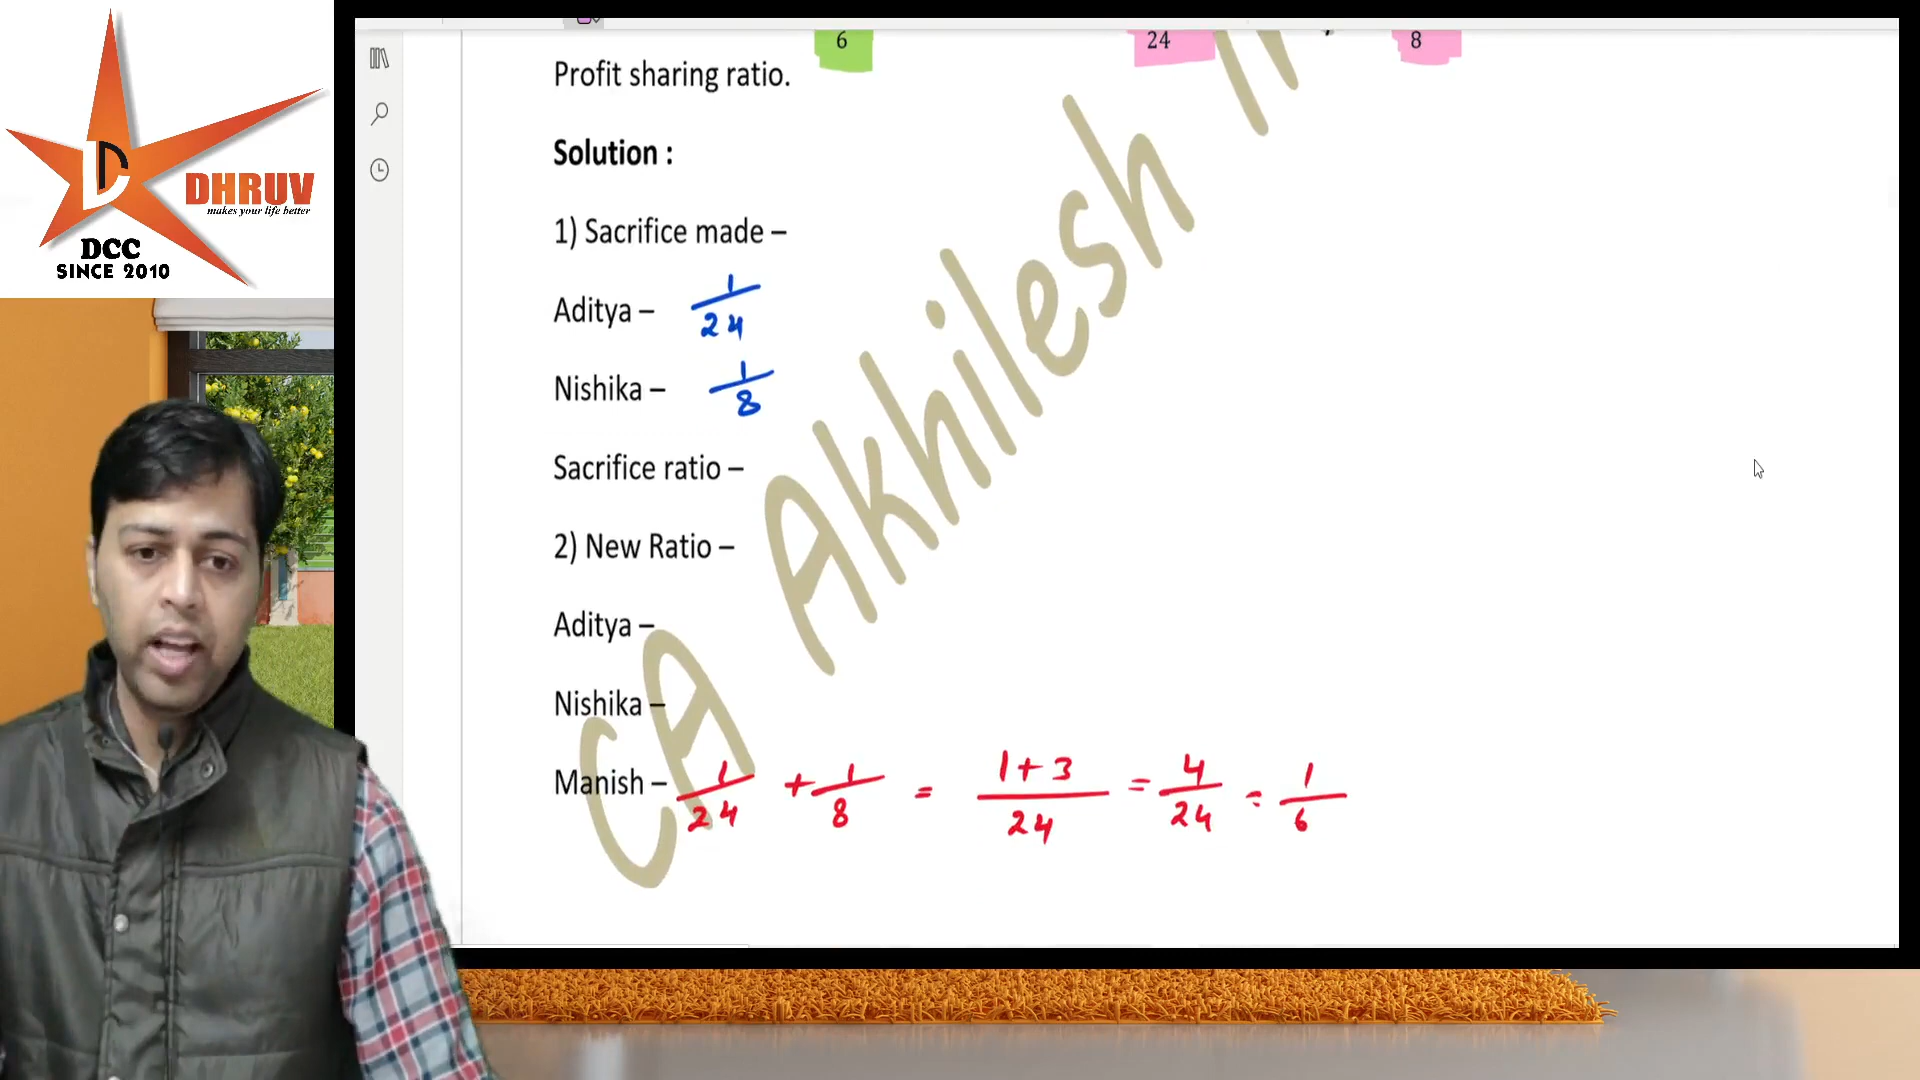 6 24 8
Profit sharing ratio.
Solution :
1) Sacrifice made –
Aditya – 1/24
Nishika – 1/8
Sacrifice ratio –
2) New Ratio –
Aditya –
Nishika –
Manish – 1/24 + 1/8 = 1+3/24 = 4/24 = 1/6
CA Akhilesh
DC
DHRUV
makes your life better
DCC
SINCE 2010